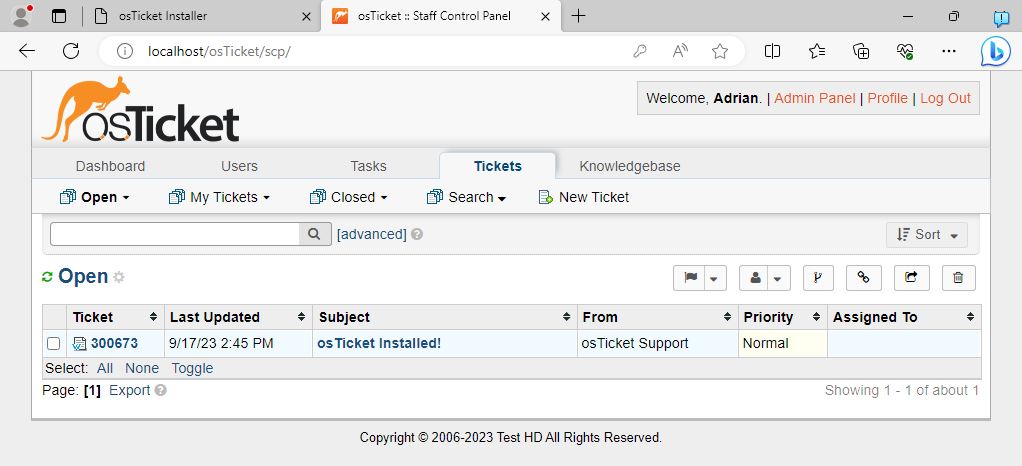 osTicket Installer
osTicket :: Staff Control Panel
localhost/osTicket/scp/
osTicket
Welcome, Adrian. | Admin Panel | Profile | Log Out
Dashboard Users Tasks Tickets Knowledgebase
Open My Tickets Closed Search New Ticket
[advanced] Sort
Open
Ticket Last Updated Subject From Priority Assigned To
300673 9/17/23 2:45 PM osTicket Installed! osTicket Support Normal
Select: All None Toggle
Page: [1] Export Showing 1 - 1 of about 1
Copyright © 2006-2023 Test HD All Rights Reserved.